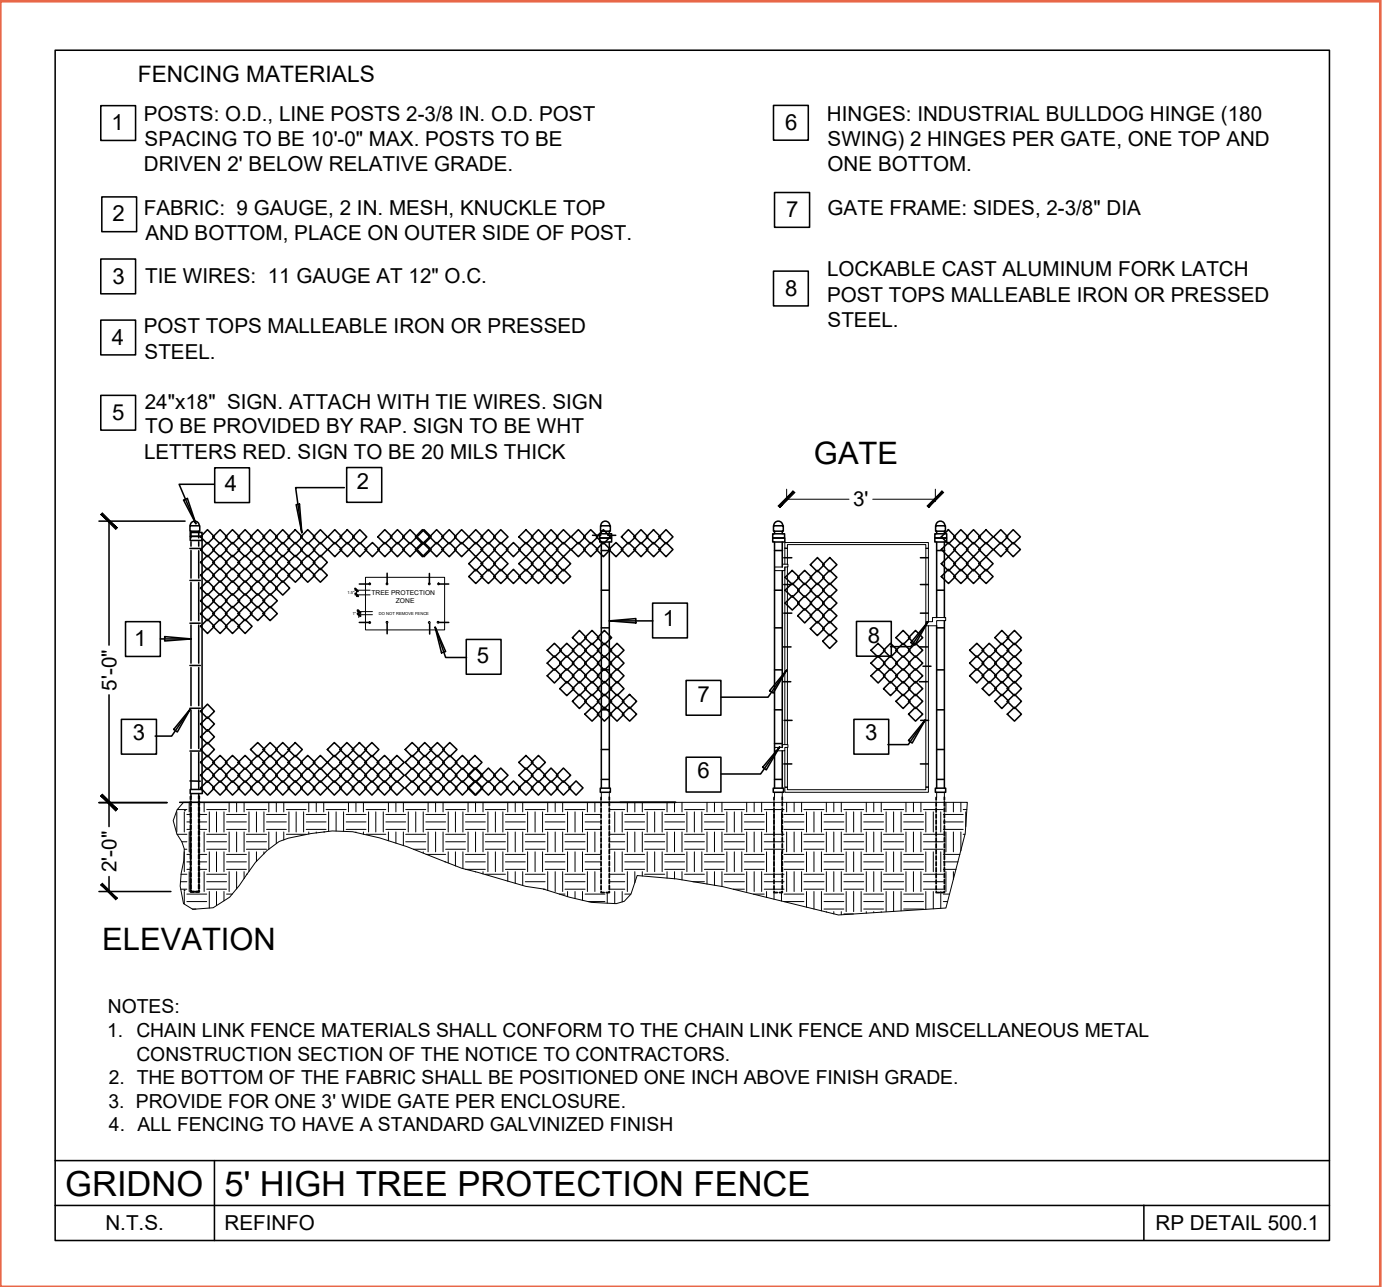 FENCING MATERIALS
1 POSTS: O.D., LINE POSTS 2-3/8 IN. O.D. POST
SPACING TO BE 10'-0" MAX. POSTS TO BE
DRIVEN 2' BELOW RELATIVE GRADE.
2 FABRIC: 9 GAUGE, 2 IN. MESH, KNUCKLE TOP
AND BOTTOM, PLACE ON OUTER SIDE OF POST.
3 TIE WIRES: 11 GAUGE AT 12" O.C.
4 POST TOPS MALLEABLE IRON OR PRESSED
STEEL.
5 24"x18" SIGN. ATTACH WITH TIE WIRES. SIGN
TO BE PROVIDED BY RAP. SIGN TO BE WHT
LETTERS RED. SIGN TO BE 20 MILS THICK
6 HINGES: INDUSTRIAL BULLDOG HINGE (180
SWING) 2 HINGES PER GATE, ONE TOP AND
ONE BOTTOM.
7 GATE FRAME: SIDES, 2-3/8" DIA
8 LOCKABLE CAST ALUMINUM FORK LATCH
POST TOPS MALLEABLE IRON OR PRESSED
STEEL.
GATE
4
2
3'
TREE PROTECTION
ZONE
DO NOT REMOVE FENCE
1
1
5
3
5'-0"
2'-0"
8
7
3
6
ELEVATION
NOTES:
1. CHAIN LINK FENCE MATERIALS SHALL CONFORM TO THE CHAIN LINK FENCE AND MISCELLANEOUS METAL
CONSTRUCTION SECTION OF THE NOTICE TO CONTRACTORS.
2. THE BOTTOM OF THE FABRIC SHALL BE POSITIONED ONE INCH ABOVE FINISH GRADE.
3. PROVIDE FOR ONE 3' WIDE GATE PER ENCLOSURE.
4. ALL FENCING TO HAVE A STANDARD GALVINIZED FINISH
GRIDNO
5' HIGH TREE PROTECTION FENCE
N.T.S.
REFINFO
RP DETAIL 500.1